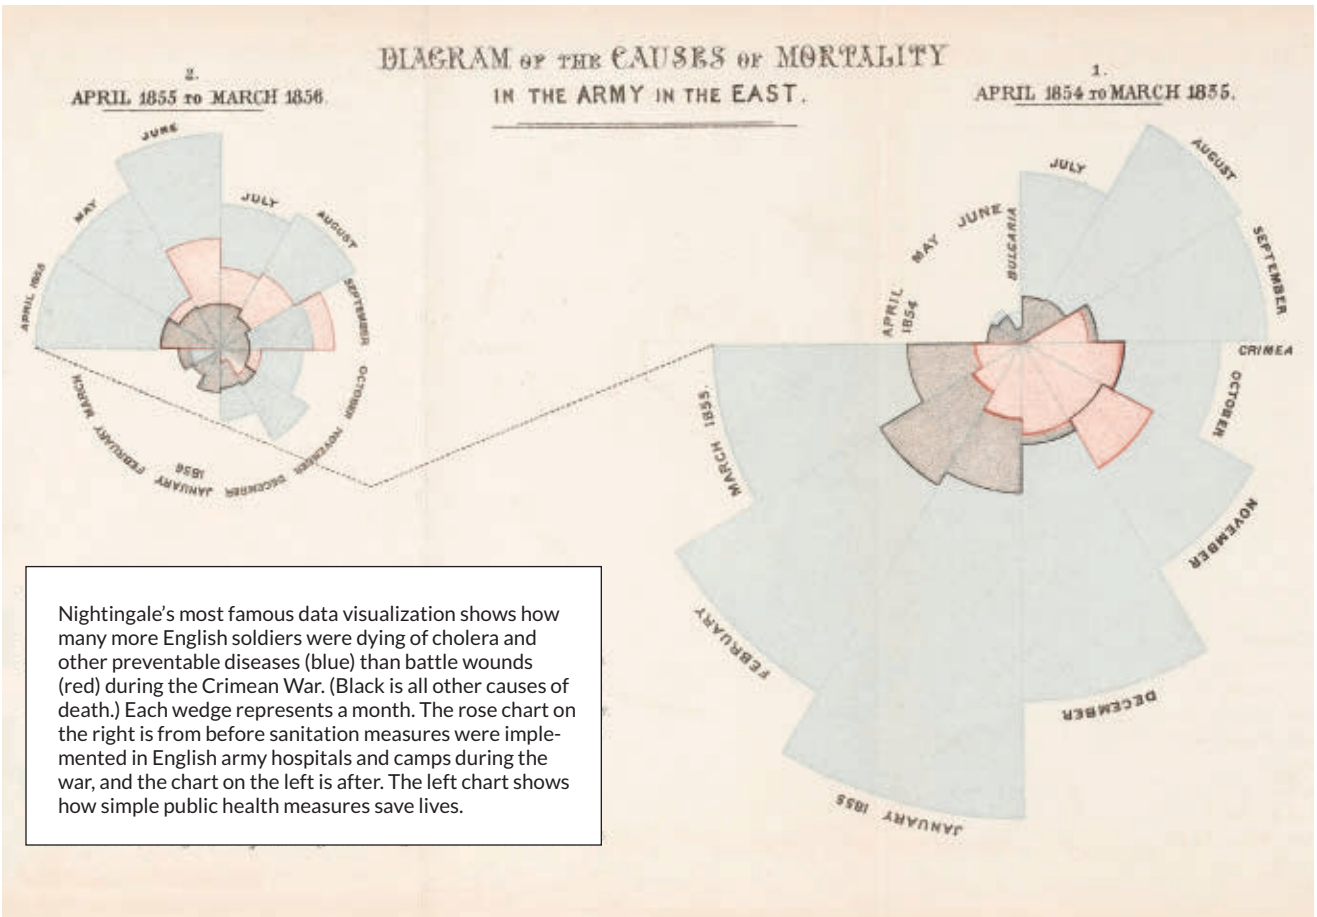 DIAGRAM OF THE CAUSES OF MORTALITY
IN THE ARMY IN THE EAST.
2.
APRIL 1855 TO MARCH 1856.
JUNE
MAY
APRIL 1855
JULY
AUGUST
SEPTEMBER
OCTOBER
NOVEMBER
DECEMBER
JANUARY
1856
FEBRUARY
MARCH
1.
APRIL 1854 TO MARCH 1855.
JULY
AUGUST
SEPTEMBER
JUNE
MAY
APRIL
1854
BULGARIA
CRIMEA
OCTOBER
NOVEMBER
DECEMBER
JANUARY 1855
FEBRUARY
MARCH 1855.
Nightingale’s most famous data visualization shows how
many more English soldiers were dying of cholera and
other preventable diseases (blue) than battle wounds
(red) during the Crimean War. (Black is all other causes of
death.) Each wedge represents a month. The rose chart on
the right is from before sanitation measures were imple-
mented in English army hospitals and camps during the
war, and the chart on the left is after. The left chart shows
how simple public health measures save lives.